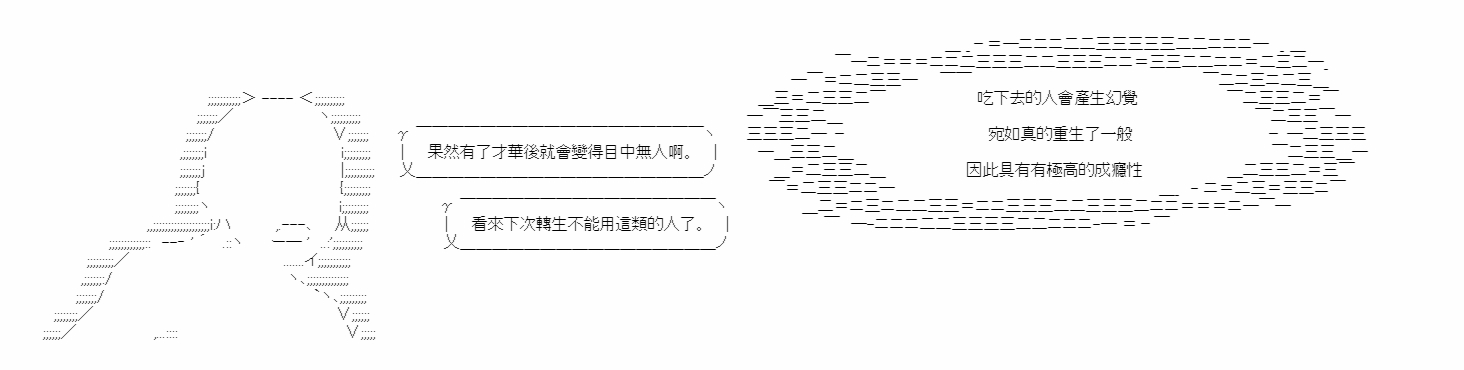 果然有了才華後就會變得目中無人啊。
看來下次轉生不能用這類的人了。
吃下去的人會產生幻覺
宛如真的重生了一般
因此具有有極高的成癮性